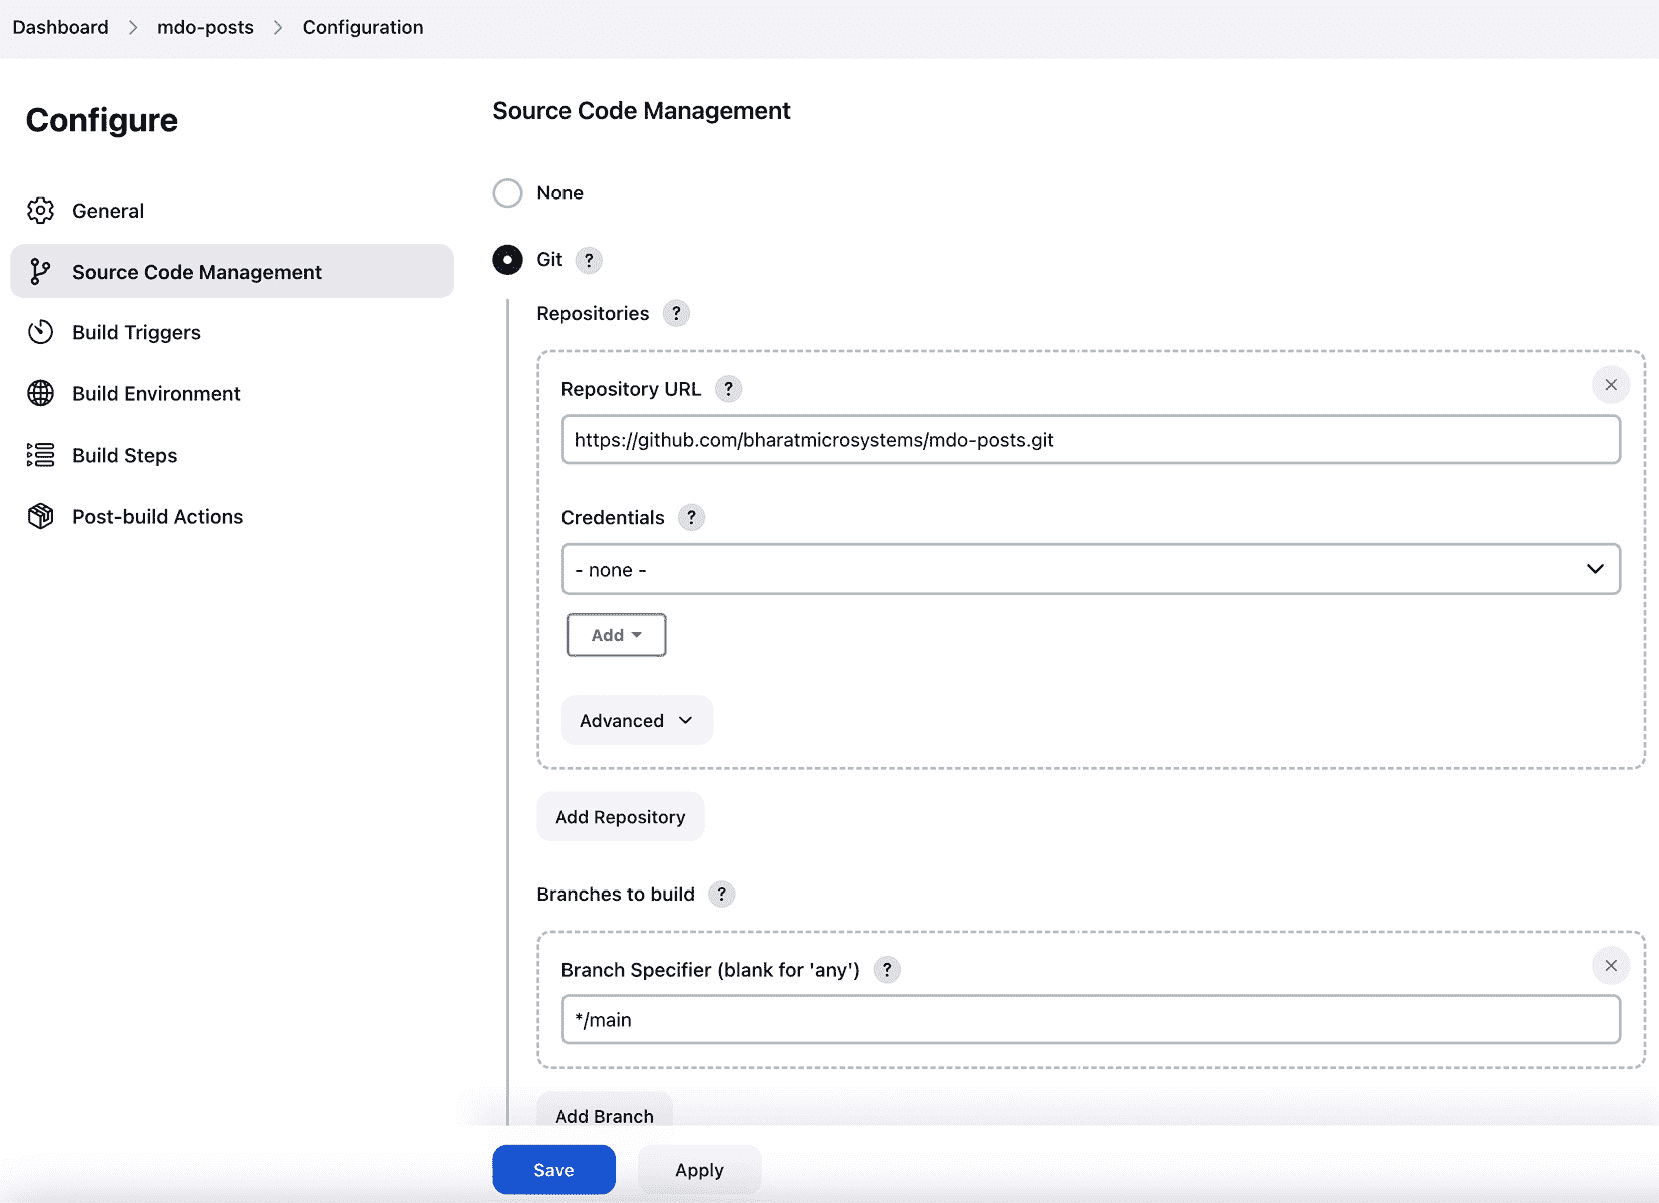 Dashboard > mdo-posts > Configuration
Configure
General
Source Code Management
Build Triggers
Build Environment
Build Steps
Post-build Actions
Source Code Management
None
Git ?
Repositories ?
Repository URL ?
https://github.com/bharatmicrosystems/mdo-posts.git
Credentials ?
- none -
Add
Advanced
Add Repository
Branches to build ?
Branch Specifier (blank for 'any') ?
*/main
Add Branch
Save Apply